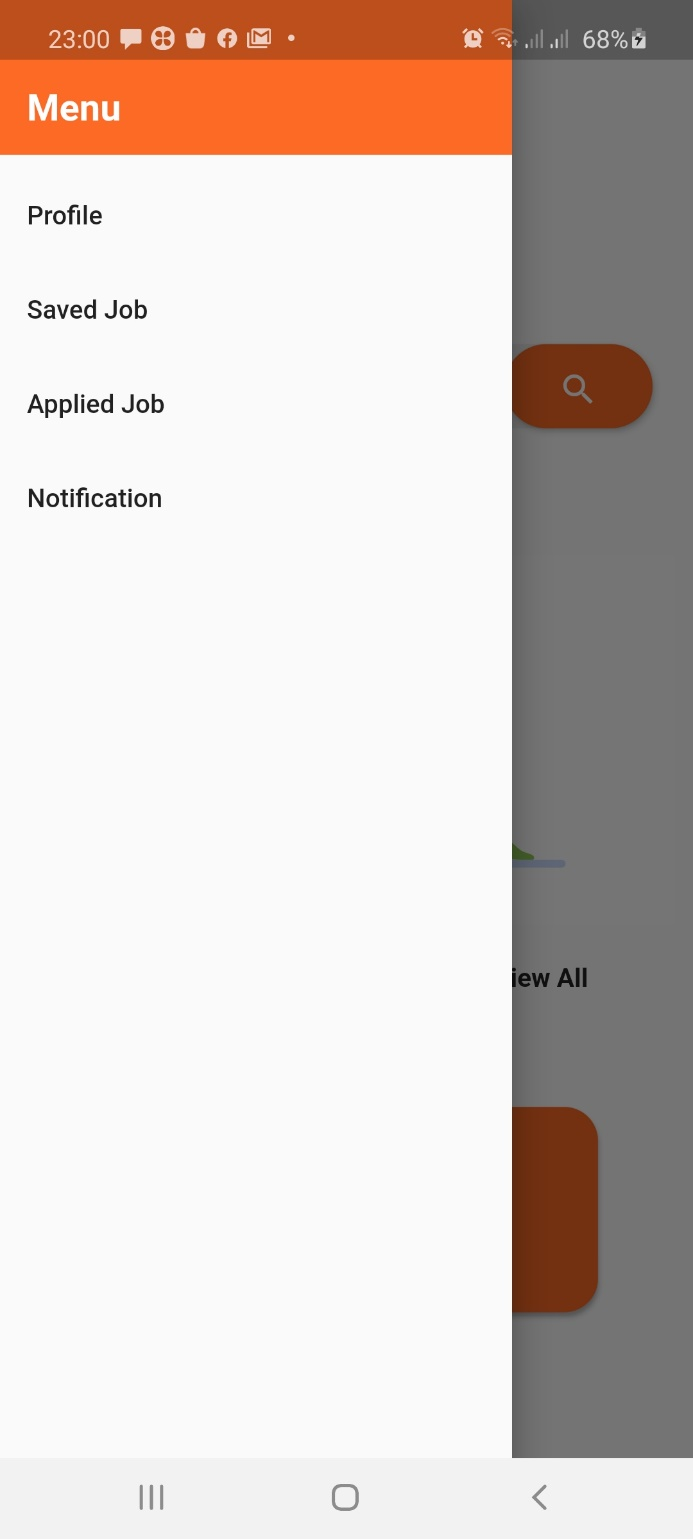 23:00
68%
Menu
Profile
Saved Job
Applied Job
Notification
iew All